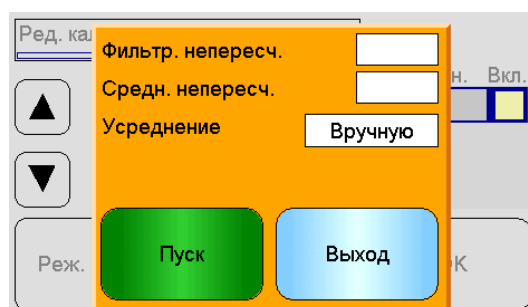 Ред. ка
Фильтр. непересч.
Средн. непересч.
н. Вкл.
Усреднение Вручную
Реж.
Пуск
Выход
К